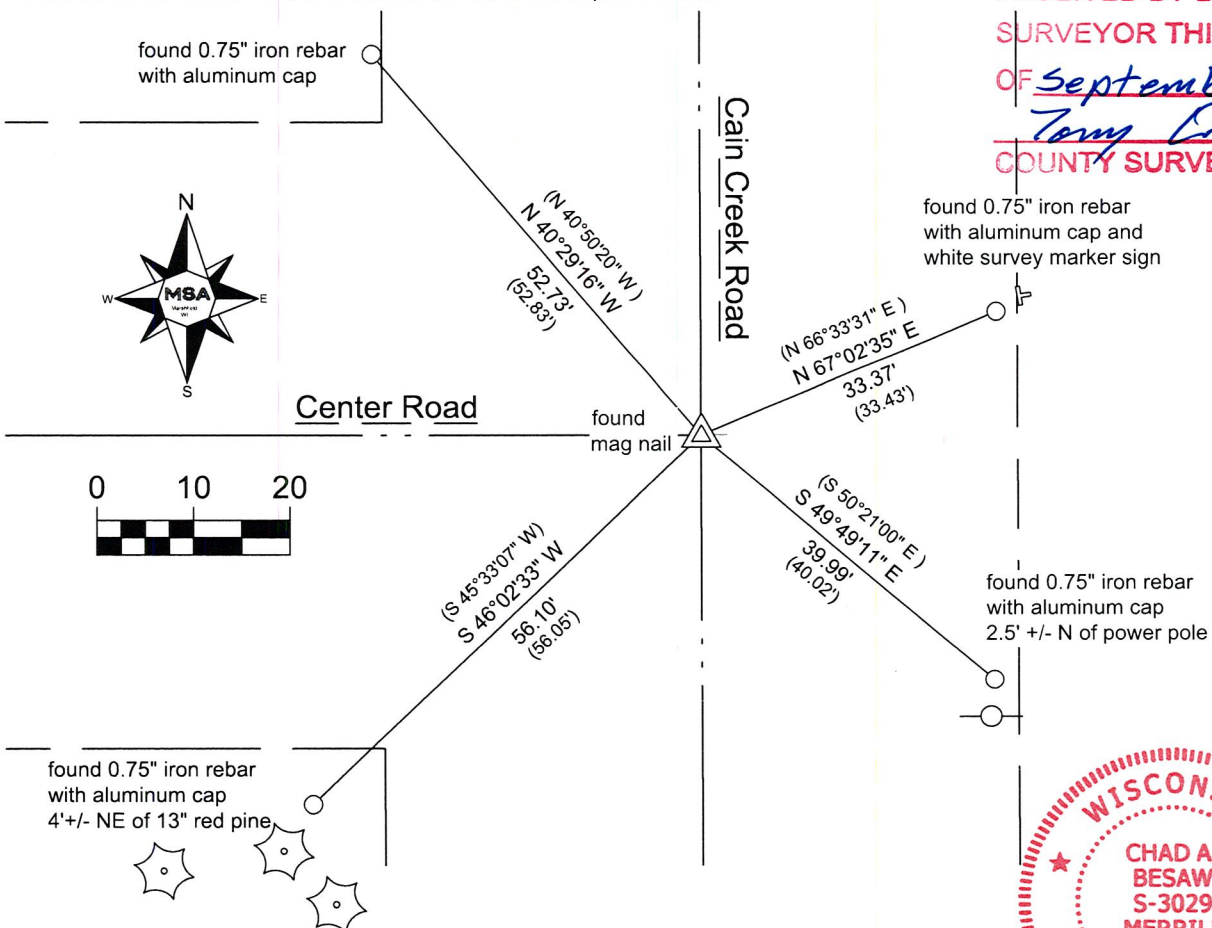 SURVEYOR THI
OF Septemb
Tony
COUNTY SURVE
found 0.75" iron rebar
with aluminum cap
Cain Creek Road
(N 40°50'20" W )
N 40°29'16" W
52.73'
(52.83')
found 0.75" iron rebar
with aluminum cap and
white survey marker sign
N
W
E
S
MSA
(N 66°33'31" E )
N 67°02'35" E
33.37'
(33.43')
Center Road
found
mag nail
0 10 20
(S 45°33'07" W)
S 46°02'33" W
56.10'
(56.05')
(S 50°21'00" E )
S 49°49'11" E
39.99'
(40.02')
found 0.75" iron rebar
with aluminum cap
2.5' +/- N of power pole
found 0.75" iron rebar
with aluminum cap
4'+/- NE of 13" red pine
WISCON
CHAD A
BESAW
S-3029